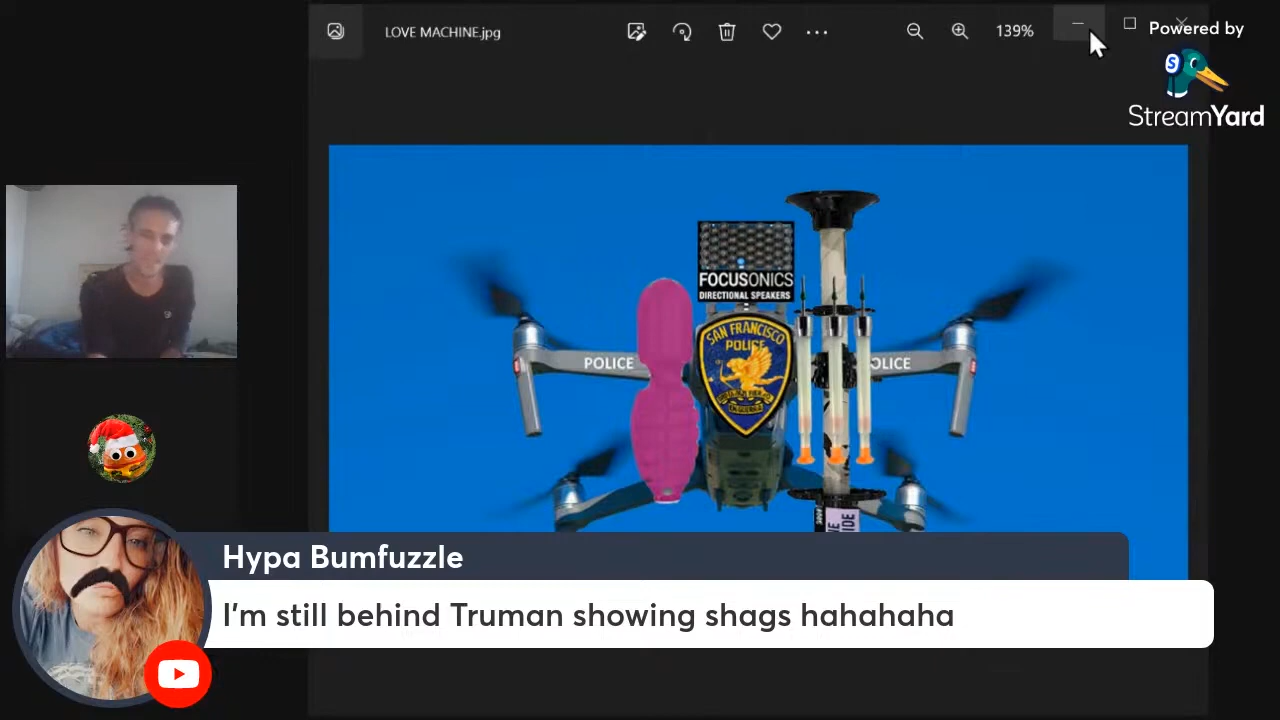 LOVE MACHINE.jpg
139%
Powered by
S
StreamYard
FOCUSONICS
DIRECTIONAL SPEAKERS
SAN FRANCISCO
POLICE
POLICE
OLICE
Hypa Bumfuzzle
I'm still behind Truman showing shags hahahaha